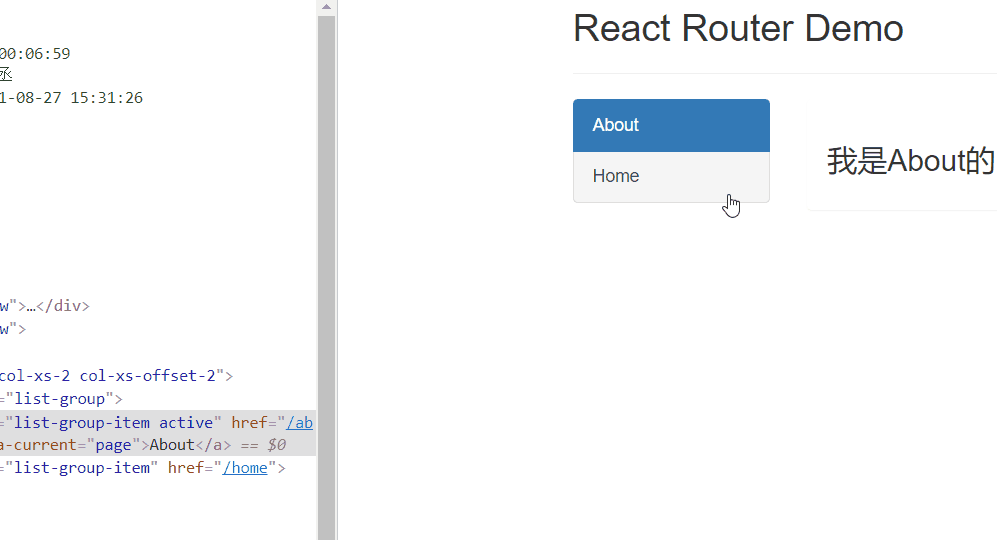 00:06:59
丞
1-08-27 15:31:26
w">…</div>
w">
col-xs-2 col-xs-offset-2">
="list-group">
="list-group-item active" href="/ab
a-current="page">About</a> == $0
="list-group-item" href="/home">
React Router Demo
About
Home
我是About的